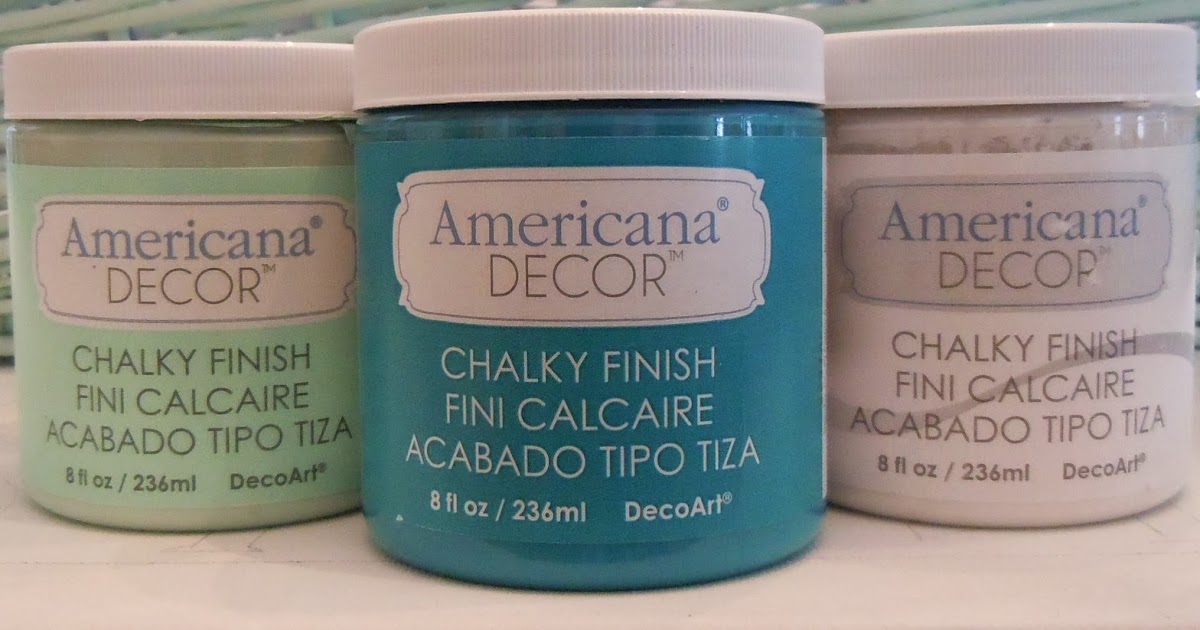 Americana®
DECOR™
CHALKY FINISH
FINI CALCAIRE
ACABADO TIPO TIZA
8 fl oz / 236ml DecoArt®
Americana®
DECOR™
CHALKY FINISH
FINI CALCAIRE
ACABADO TIPO TIZA
8 fl oz / 236ml DecoArt®
Americana®
DECOR
CHALKY FINISH
FINI CALCAIRE
ACABADO TIPO TIZA
8 fl oz / 236ml DecoArt®